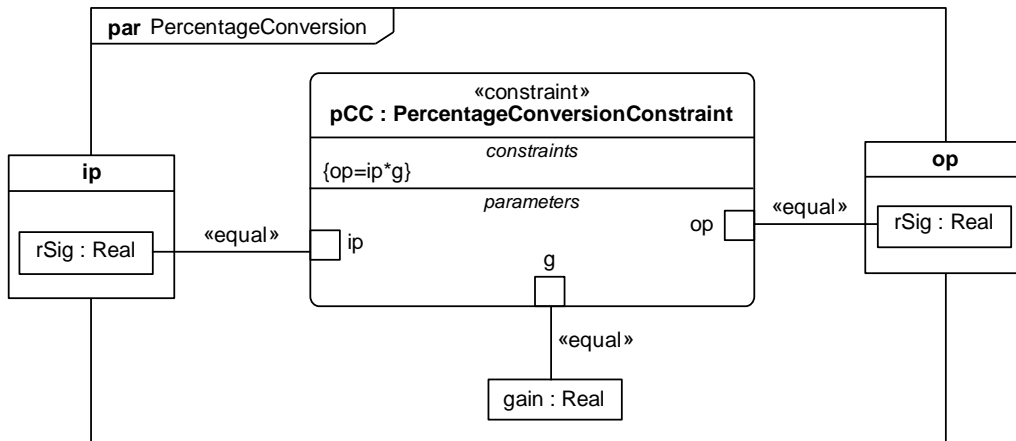 par PercentageConversion
«constraint»
pCC : PercentageConversionConstraint
constraints
{op=ip*g}
parameters
ip
rSig : Real
«equal»
ip
g
op
«equal»
op
rSig : Real
«equal»
gain : Real